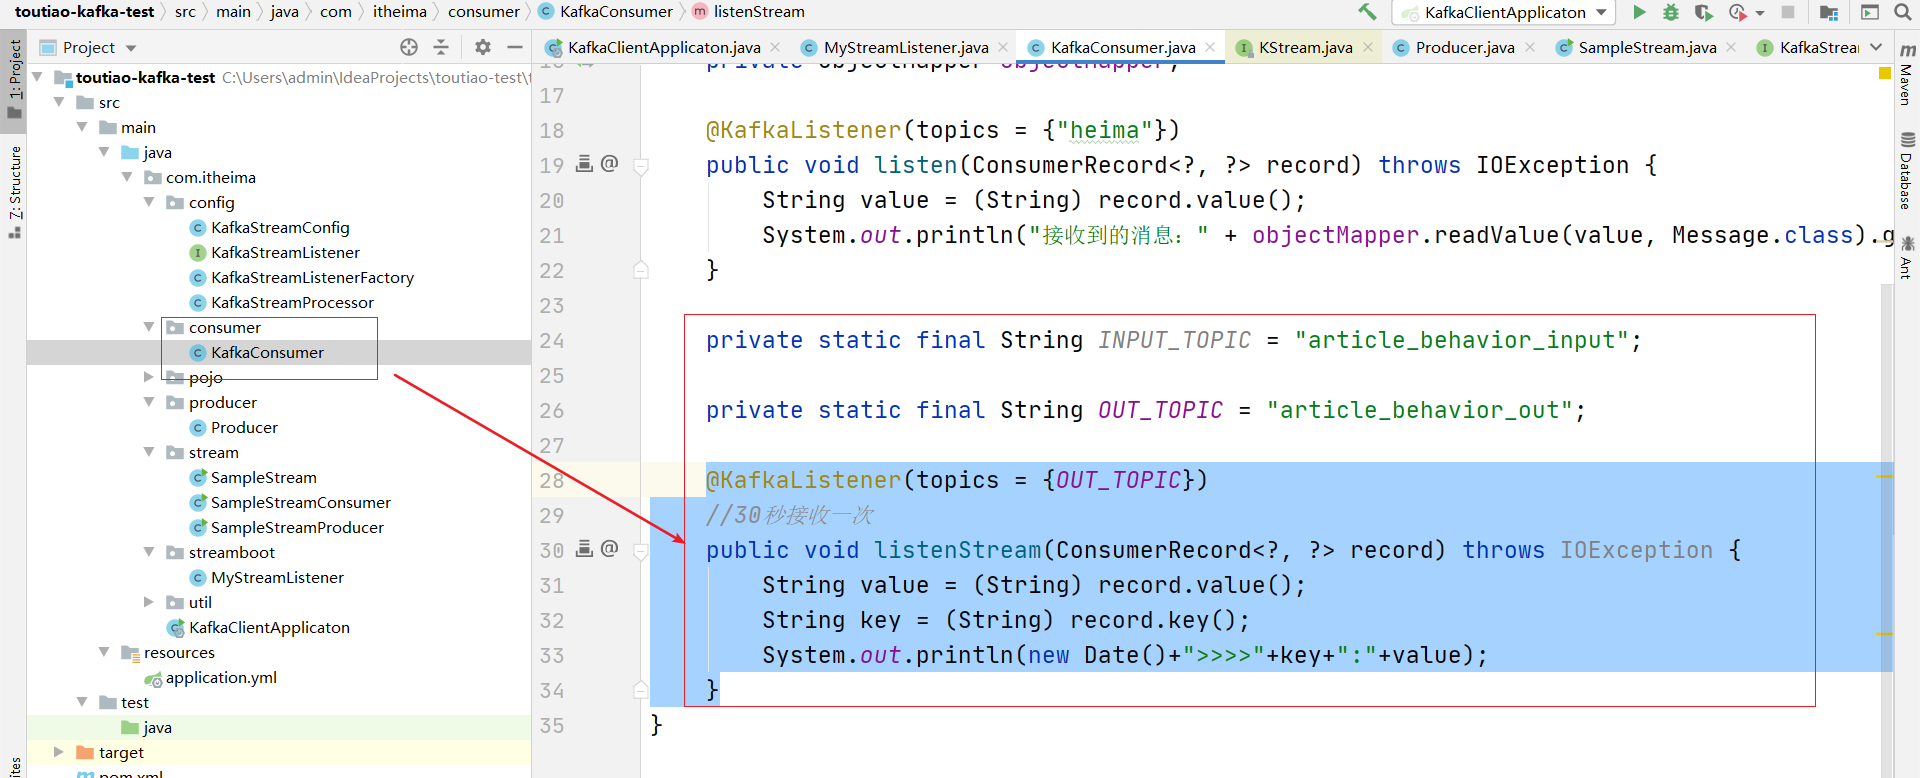 toutiao-kafka-test > src > main > java > com > itheima > consumer > KafkaConsumer > listenStream
KafkaClientApplicaton
Project
KafkaClientApplicaton.java
MyStreamListener.java
KafkaConsumer.java
KStream.java
Producer.java
SampleStream.java
KafkaStrea
1: Project
7: Structure
Maven
Database
Ant
toutiao-kafka-test C:\Users\admin\IdeaProjects\toutiao-test\t
src
main
java
com.itheima
config
KafkaStreamConfig
KafkaStreamListener
KafkaStreamListenerFactory
KafkaStreamProcessor
consumer
KafkaConsumer
pojo
producer
Producer
stream
SampleStream
SampleStreamConsumer
SampleStreamProducer
streamboot
MyStreamListener
util
KafkaClientApplicaton
resources
application.yml
test
java
target
pom.xml
private ObjectMapper objectMapper;
17
18 @KafkaListener(topics = {"heima"})
19 public void listen(ConsumerRecord<?, ?> record) throws IOException {
20 String value = (String) record.value();
21 System.out.println("接收到的消息：" + objectMapper.readValue(value, Message.class).g
22 }
23
24 private static final String INPUT_TOPIC = "article_behavior_input";
25
26 private static final String OUT_TOPIC = "article_behavior_out";
27
28 @KafkaListener(topics = {OUT_TOPIC})
29 //30秒接收一次
30 public void listenStream(ConsumerRecord<?, ?> record) throws IOException {
31 String value = (String) record.value();
32 String key = (String) record.key();
33 System.out.println(new Date()+">>>>"+key+":"+value);
34 }
35 }